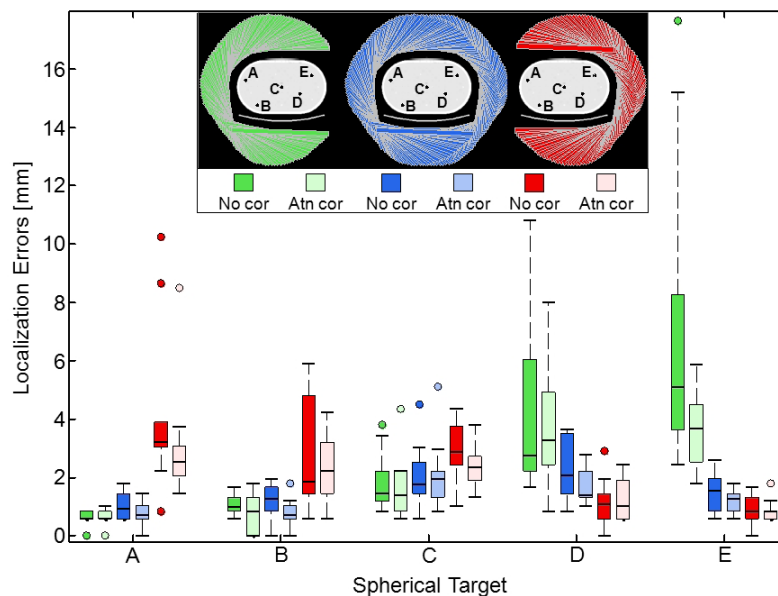 16
14
12
10
8
6
4
2
0
Localization Errors [mm]
A
E
C
D
B
A
E
C
D
B
A
E
C
D
B
No cor
Atn cor
No cor
Atn cor
No cor
Atn cor
A
B
C
D
E
Spherical Target